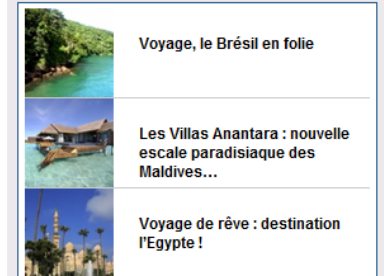 Voyage, le Brésil en folie
Les Villas Anantara : nouvelle
escale paradisiaque des
Maldives...
Voyage de rêve : destination
l'Egypte !